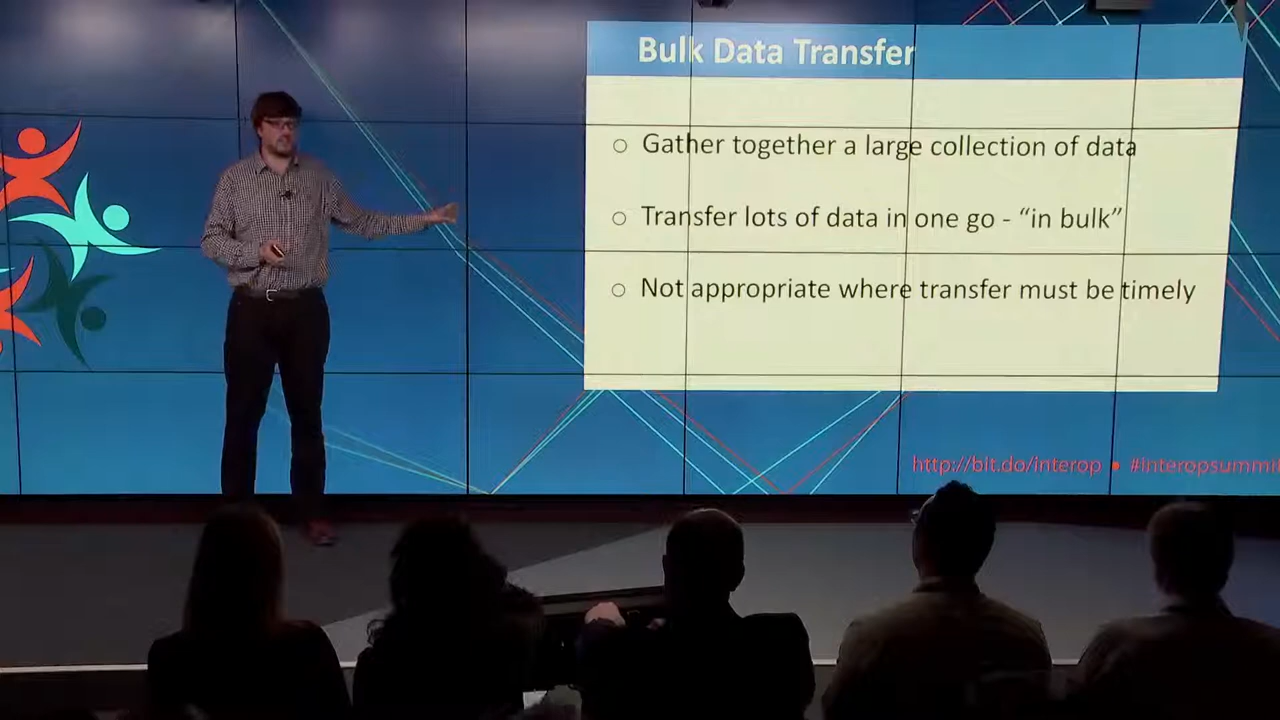 Bulk Data Transfer
Gather together a large collection of data
Transfer lots of data in one go - “in bulk”
Not appropriate where transfer must be timely
http://bit.do/interop • #interopsummi